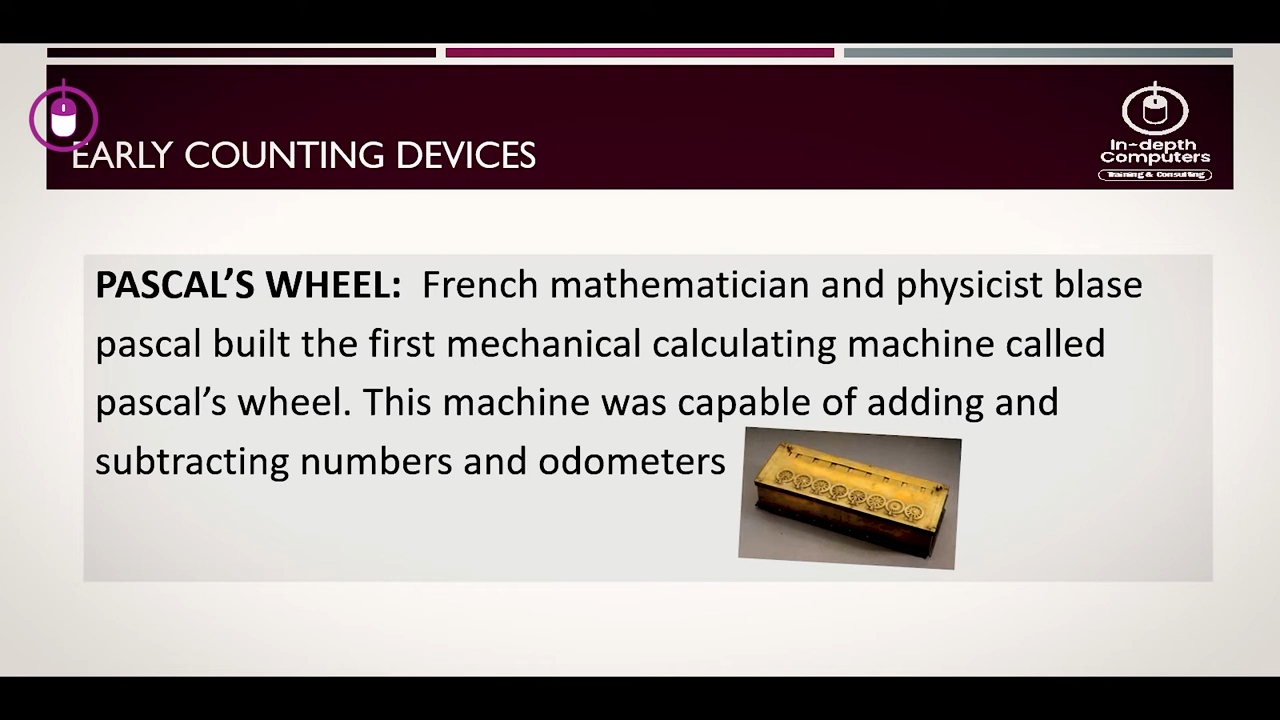 EARLY COUNTING DEVICES
In-depth
Computers
Training & Consulting
PASCAL’S WHEEL: French mathematician and physicist blase
pascal built the first mechanical calculating machine called
pascal’s wheel. This machine was capable of adding and
subtracting numbers and odometers